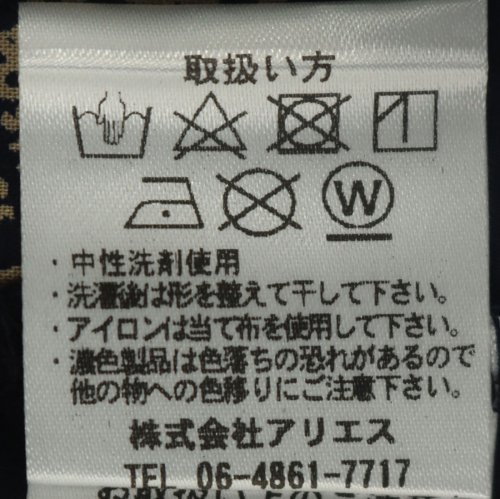 取扱い方
W
・中性洗剤使用
・洗濯後は形を整えて干して下さい。
・アイロンは当て布を使用して下さい。
・濃色製品は色落ちの恐れがあるので
他の物への色移りにご注意下さい。
株式会社アリエス
TEL 06-4861-7717